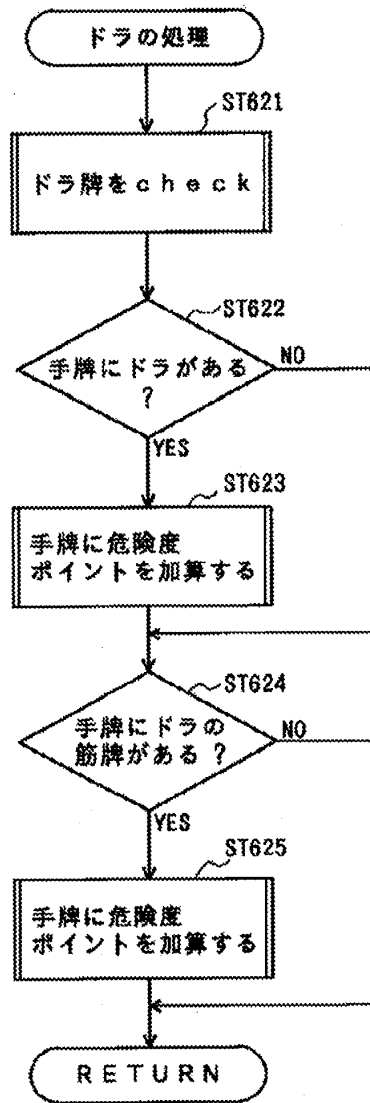 ドラの処理
ST621
ドラ牌をcheck
ST622
手牌にドラがある
?
NO
YES
ST623
手牌に危険度
ポイントを加算する
ST624
手牌にドラの
筋牌がある ?
NO
YES
ST625
手牌に危険度
ポイントを加算する
RETURN